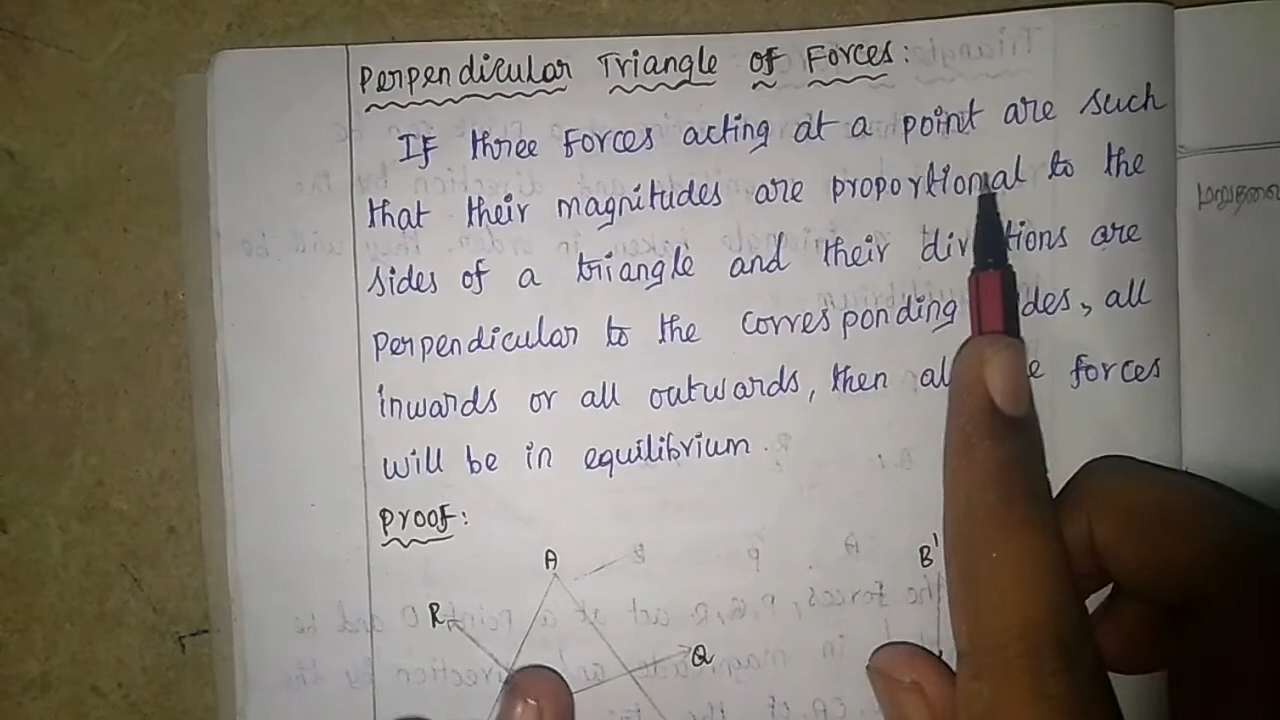 Perpendicular Triangle of Forces:
If three forces acting at a point are such
that their magnitudes are proportional to the
sides of a triangle and their directions are
perpendicular to the corresponding sides, all
inwards or all outwards, then all the forces
will be in equilibrium.
Proof:
A
B'
R
Q